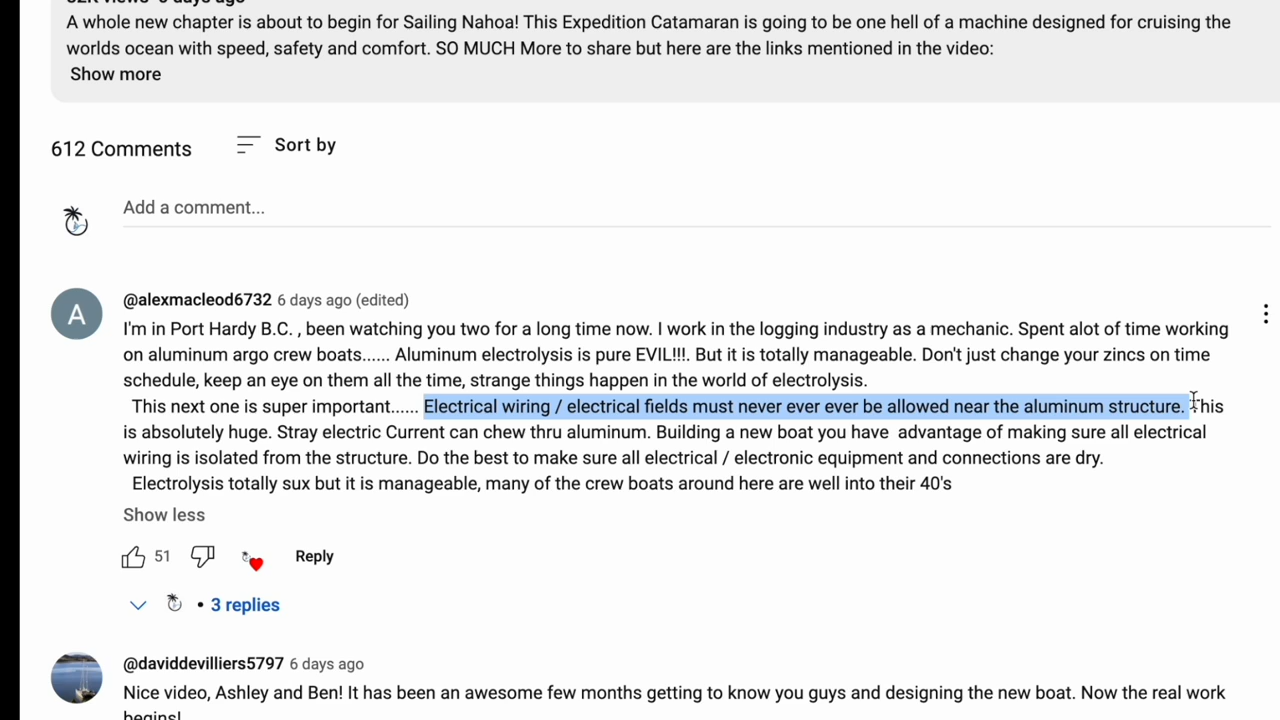 A whole new chapter is about to begin for Sailing Nahoa! This Expedition Catamaran is going to be one hell of a machine designed for cruising the
worlds ocean with speed, safety and comfort. SO MUCH More to share but here are the links mentioned in the video:
Show more
612 Comments
Sort by
Add a comment...
A
@alexmacleod6732 6 days ago (edited)
I'm in Port Hardy B.C. , been watching you two for a long time now. I work in the logging industry as a mechanic. Spent alot of time working
on aluminum argo crew boats...... Aluminum electrolysis is pure EVIL!!!. But it is totally manageable. Don't just change your zincs on time
schedule, keep an eye on them all the time, strange things happen in the world of electrolysis.
This next one is super important...... Electrical wiring / electrical fields must never ever ever be allowed near the aluminum structure. This
is absolutely huge. Stray electric Current can chew thru aluminum. Building a new boat you have advantage of making sure all electrical
wiring is isolated from the structure. Do the best to make sure all electrical / electronic equipment and connections are dry.
Electrolysis totally sux but it is manageable, many of the crew boats around here are well into their 40's
Show less
51
Reply
• 3 replies
@daviddevilliers5797 6 days ago
Nice video, Ashley and Ben! It has been an awesome few months getting to know you guys and designing the new boat. Now the real work
begins!